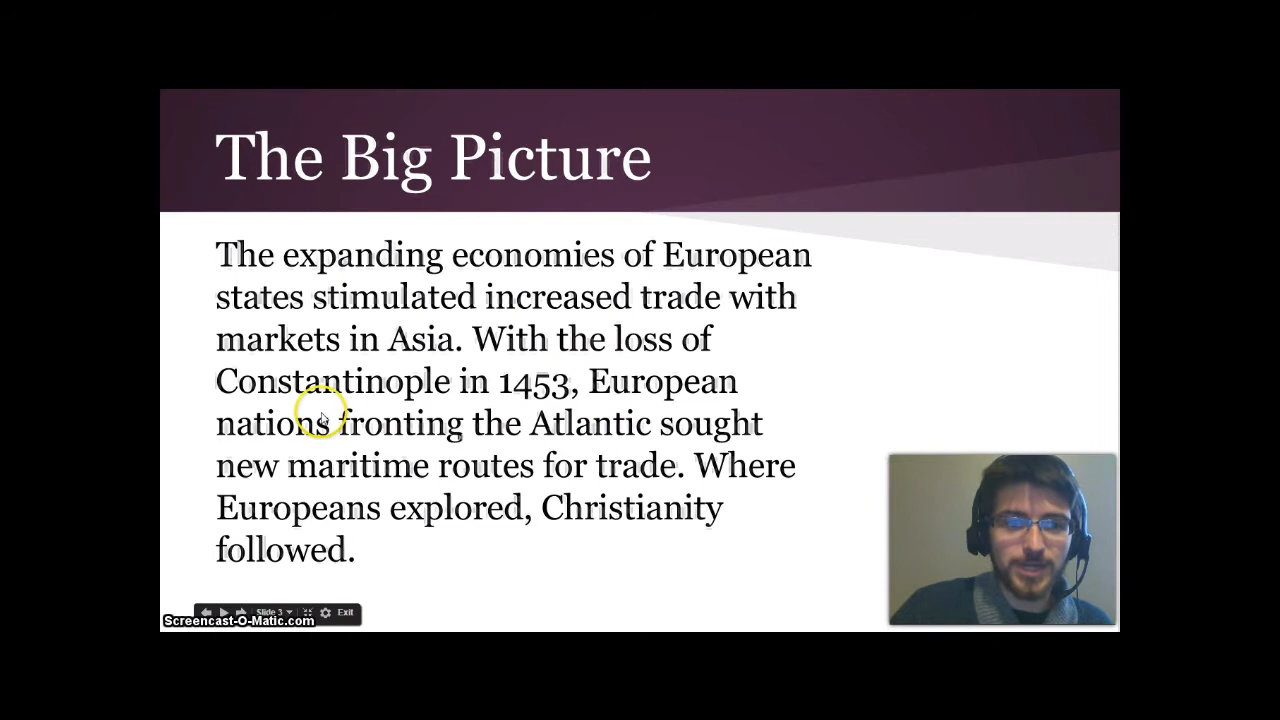 The Big Picture
The expanding economies of European
states stimulated increased trade with
markets in Asia. With the loss of
Constantinople in 1453, European
nations fronting the Atlantic sought
new maritime routes for trade. Where
Europeans explored, Christianity
followed.
Slide 3 Exit
Screencast-O-Matic.com